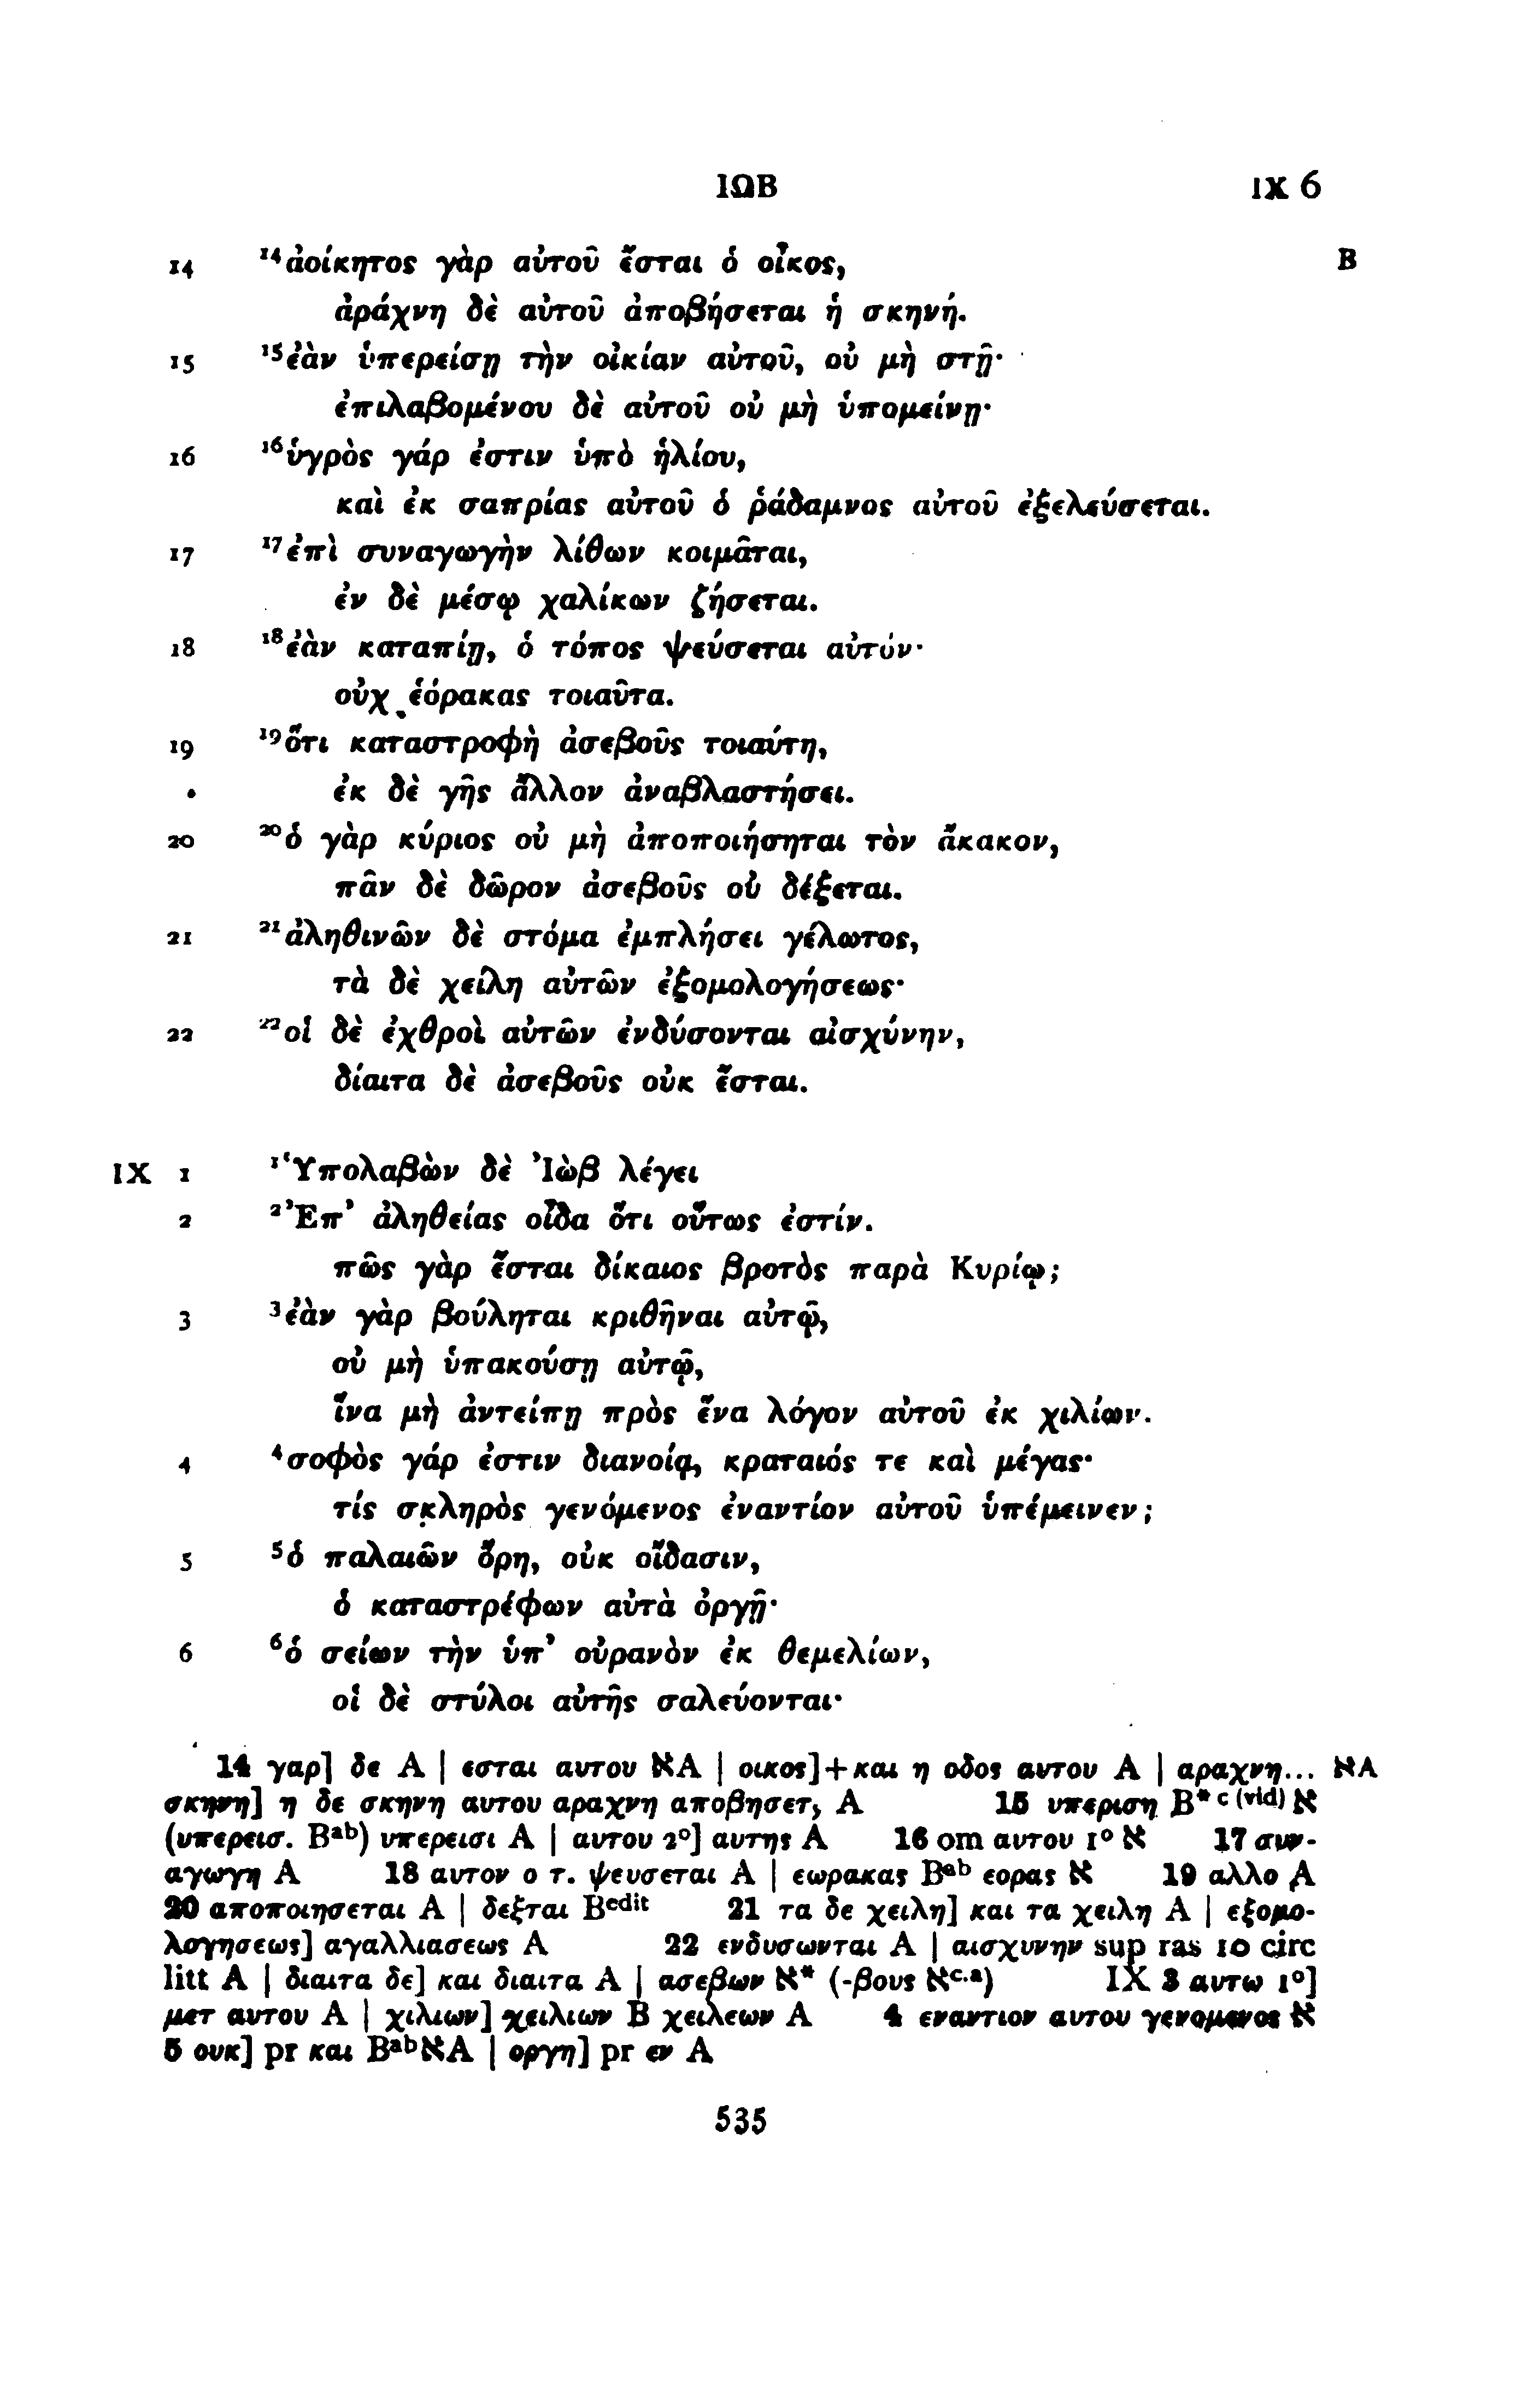 ΙΩΒ IX 6
14 ¹⁴ἀοίκητος γὰρ αὐτοῦ ἔσται ὁ οἶκος, B
ἀράχνη δὲ αὐτοῦ ἀποβήσεται ἡ σκηνή.
15 ¹⁵ἐὰν ὑπερείσῃ τὴν οἰκίαν αὐτοῦ, οὐ μὴ στῇ·
ἐπιλαβομένου δὲ αὐτοῦ οὐ μὴ ὑπομείνῃ·
16 ¹⁶ὑγρὸς γάρ ἐστιν ὑπὸ ἡλίου,
καὶ ἐκ σαπρίας αὐτοῦ ὁ ῥάδαμνος αὐτοῦ ἐξελεύσεται.
17 ¹⁷ἐπὶ συναγωγὴν λίθων κοιμᾶται,
ἐν δὲ μέσῳ χαλίκων ζήσεται.
18 ¹⁸ἐὰν καταπίῃ, ὁ τόπος ψεύσεται αὐτόν·
οὐχ ἑόρακας τοιαῦτα.
19 ¹⁹ὅτι καταστροφὴ ἀσεβοῦς τοιαύτη,
ἐκ δὲ γῆς ἄλλον ἀναβλαστήσει.
20 ²⁰ὁ γὰρ κύριος οὐ μὴ ἀποποιήσηται τὸν ἄκακον,
πᾶν δὲ δῶρον ἀσεβοῦς οὐ δέξεται.
21 ²¹ἀληθινῶν δὲ στόμα ἐμπλήσει γέλωτος,
τὰ δὲ χείλη αὐτῶν ἐξομολογήσεως·
22 ²²οἱ δὲ ἐχθροὶ αὐτῶν ἐνδύσονται αἰσχύνην,
δίαιτα δὲ ἀσεβοῦς οὐκ ἔσται.
IX 1 ¹Ὑπολαβὼν δὲ Ἰὼβ λέγει
2 ²Ἐπ’ ἀληθείας οἶδα ὅτι οὕτως ἐστίν.
πῶς γὰρ ἔσται δίκαιος βροτὸς παρὰ Κυρίῳ;
3 ³ἐὰν γὰρ βούληται κριθῆναι αὐτῷ,
οὐ μὴ ὑπακούσῃ αὐτῷ,
ἵνα μὴ ἀντείπῃ πρὸς ἕνα λόγον αὐτοῦ ἐκ χιλίων.
4 ⁴σοφὸς γάρ ἐστιν διανοίᾳ, κραταιός τε καὶ μέγας·
τίς σκληρὸς γενόμενος ἐναντίον αὐτοῦ ὑπέμεινεν;
5 ⁵ὁ παλαιῶν ὄρη, οὐκ οἴδασιν,
ὁ καταστρέφων αὐτὰ ὀργῇ·
6 ⁶ὁ σείων τὴν ὑπ’ οὐρανὸν ἐκ θεμελίων,
οἱ δὲ στύλοι αὐτῆς σαλεύονται·
14 γαρ] δε A | εσται αυτου אA | οικος]+και η οδος αυτου A | αραχνη... אA
σκηνη] η δε σκηνη αυτου αραχνη αποβησετ, A 15 υπεριση B* ᶜ ⁽ᵛⁱᵈ⁾ א
(υπερεισ. Bᵃᵇ) υπερεισι A | αυτου 2°] αυτης A 16 om αυτου 1° א 17 συν-
αγωγη A 18 αυτον ο τ. ψευσεται A | εωρακας Bᵃᵇ εορας א 19 αλλο A
20 αποποιησεται A | δεξται Bᵉᵈⁱᵗ 21 τα δε χειλη] και τα χειλη A | εξομο-
λογησεως] αγαλλιασεως A 22 ενδυσωνται A | αισχυνην sup ras 10 circ
litt A | διαιτα δε] και διαιτα A | ασεβων א* (-βους אᶜ·ᵃ) IX 3 αυτω 1°]
μετ αυτου A | χιλιων] χειλιων B χειλεων A 4 εναντιον αυτου γενομενος א
5 ουκ] pr και BᵃᵇאA | οργη] pr εν A
535